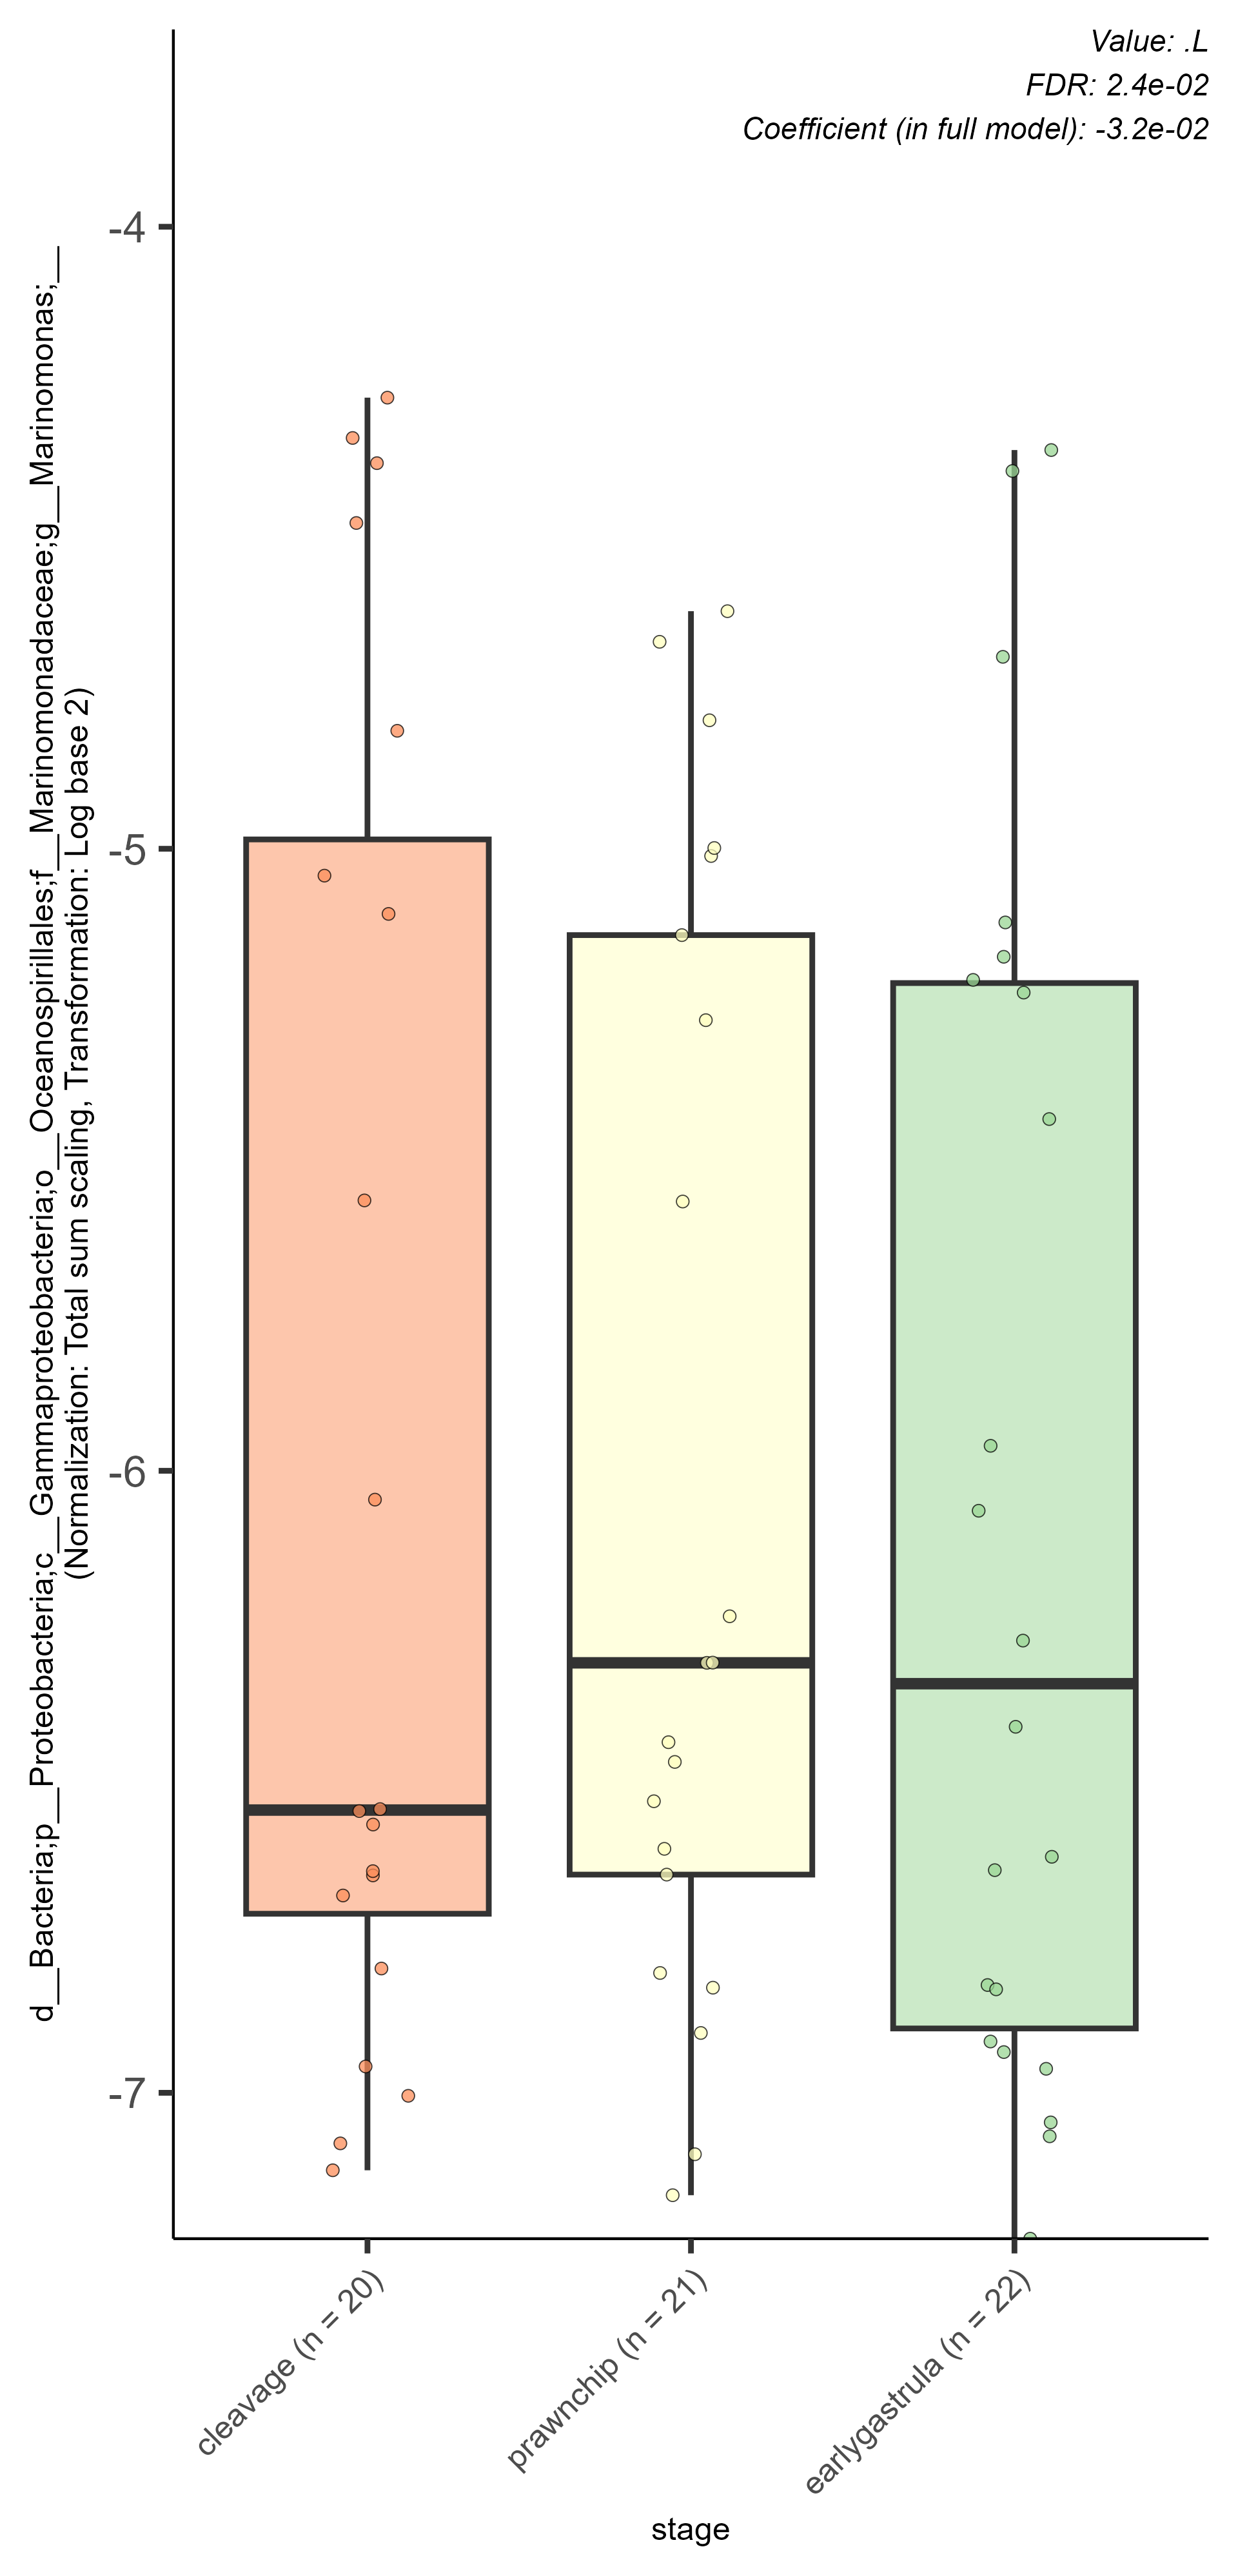 Value: .L
FDR: 2.4e-02
Coefficient (in full model): -3.2e-02
d__Bacteria;p__Proteobacteria;c__Gammaproteobacteria;o__Oceanospirillales;f__Marinomonadaceae;g__Marinomonas;__
(Normalization: Total sum scaling, Transformation: Log base 2)
-4
-5
-6
-7
cleavage (n = 20)
prawnchip (n = 21)
earlygastrula (n = 22)
stage